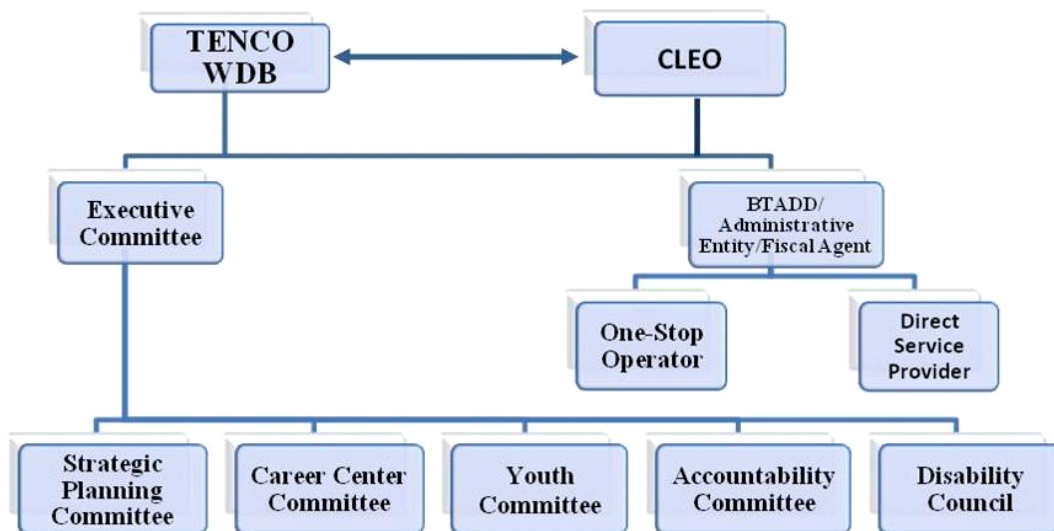 TENCO
WDB
CLEO
Executive
Committee
BTADD/
Administrative
Entity/Fiscal Agent
One-Stop
Operator
Direct
Service
Provider
Strategic
Planning
Committee
Career Center
Committee
Youth
Committee
Accountability
Committee
Disability
Council